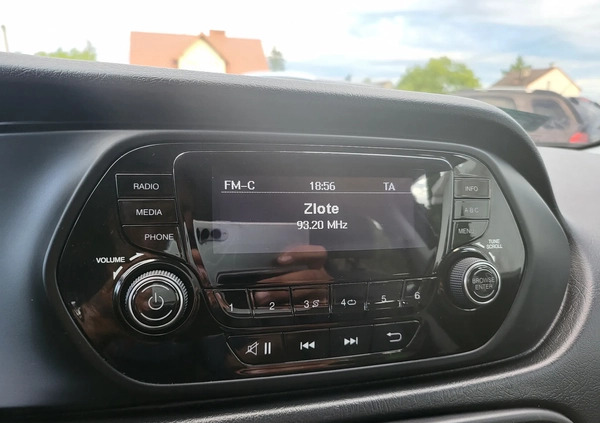 FM-C 18:56 TA
Zlote
93.20 MHz
RADIO
MEDIA
PHONE
VOLUME
INFO
A B C
MENU
TUNE
SCROLL
BROWSE
ENTER
1 2 3 4 5 6